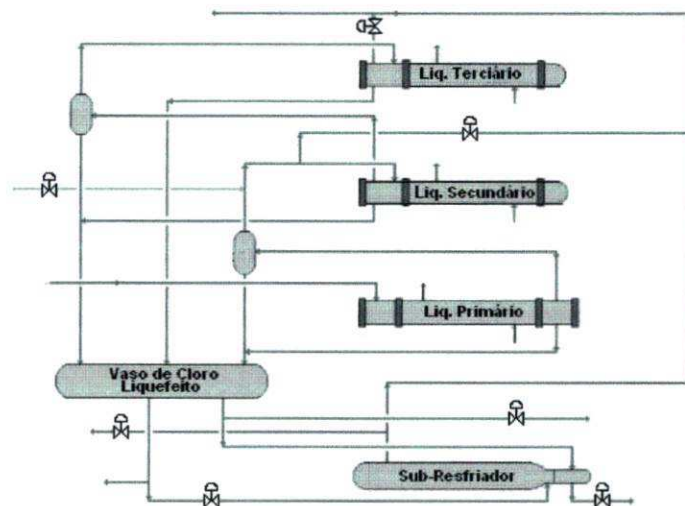 Liq. Terciário
Liq. Secundário
Liq. Primário
Vaso de Cloro
Liquefeito
Sub-Resfriador